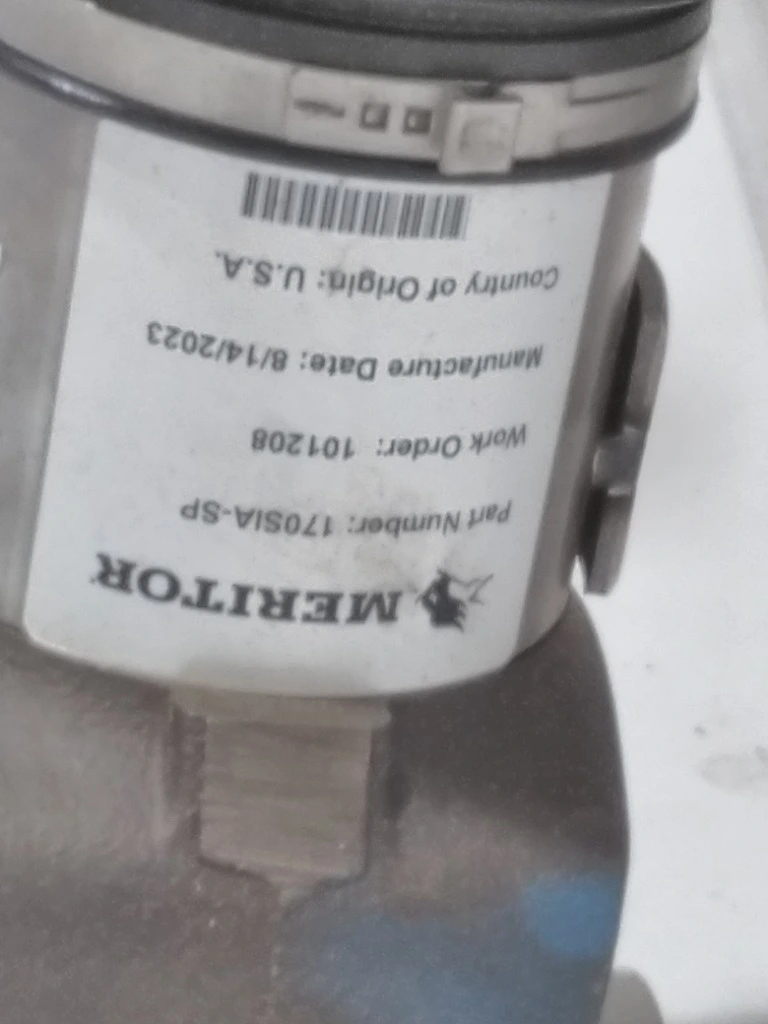 MERITOR
Part Number: 170SIA-SP
Work Order: 101208
Manufacture Date: 8/14/2023
Country of Origin: U.S.A.